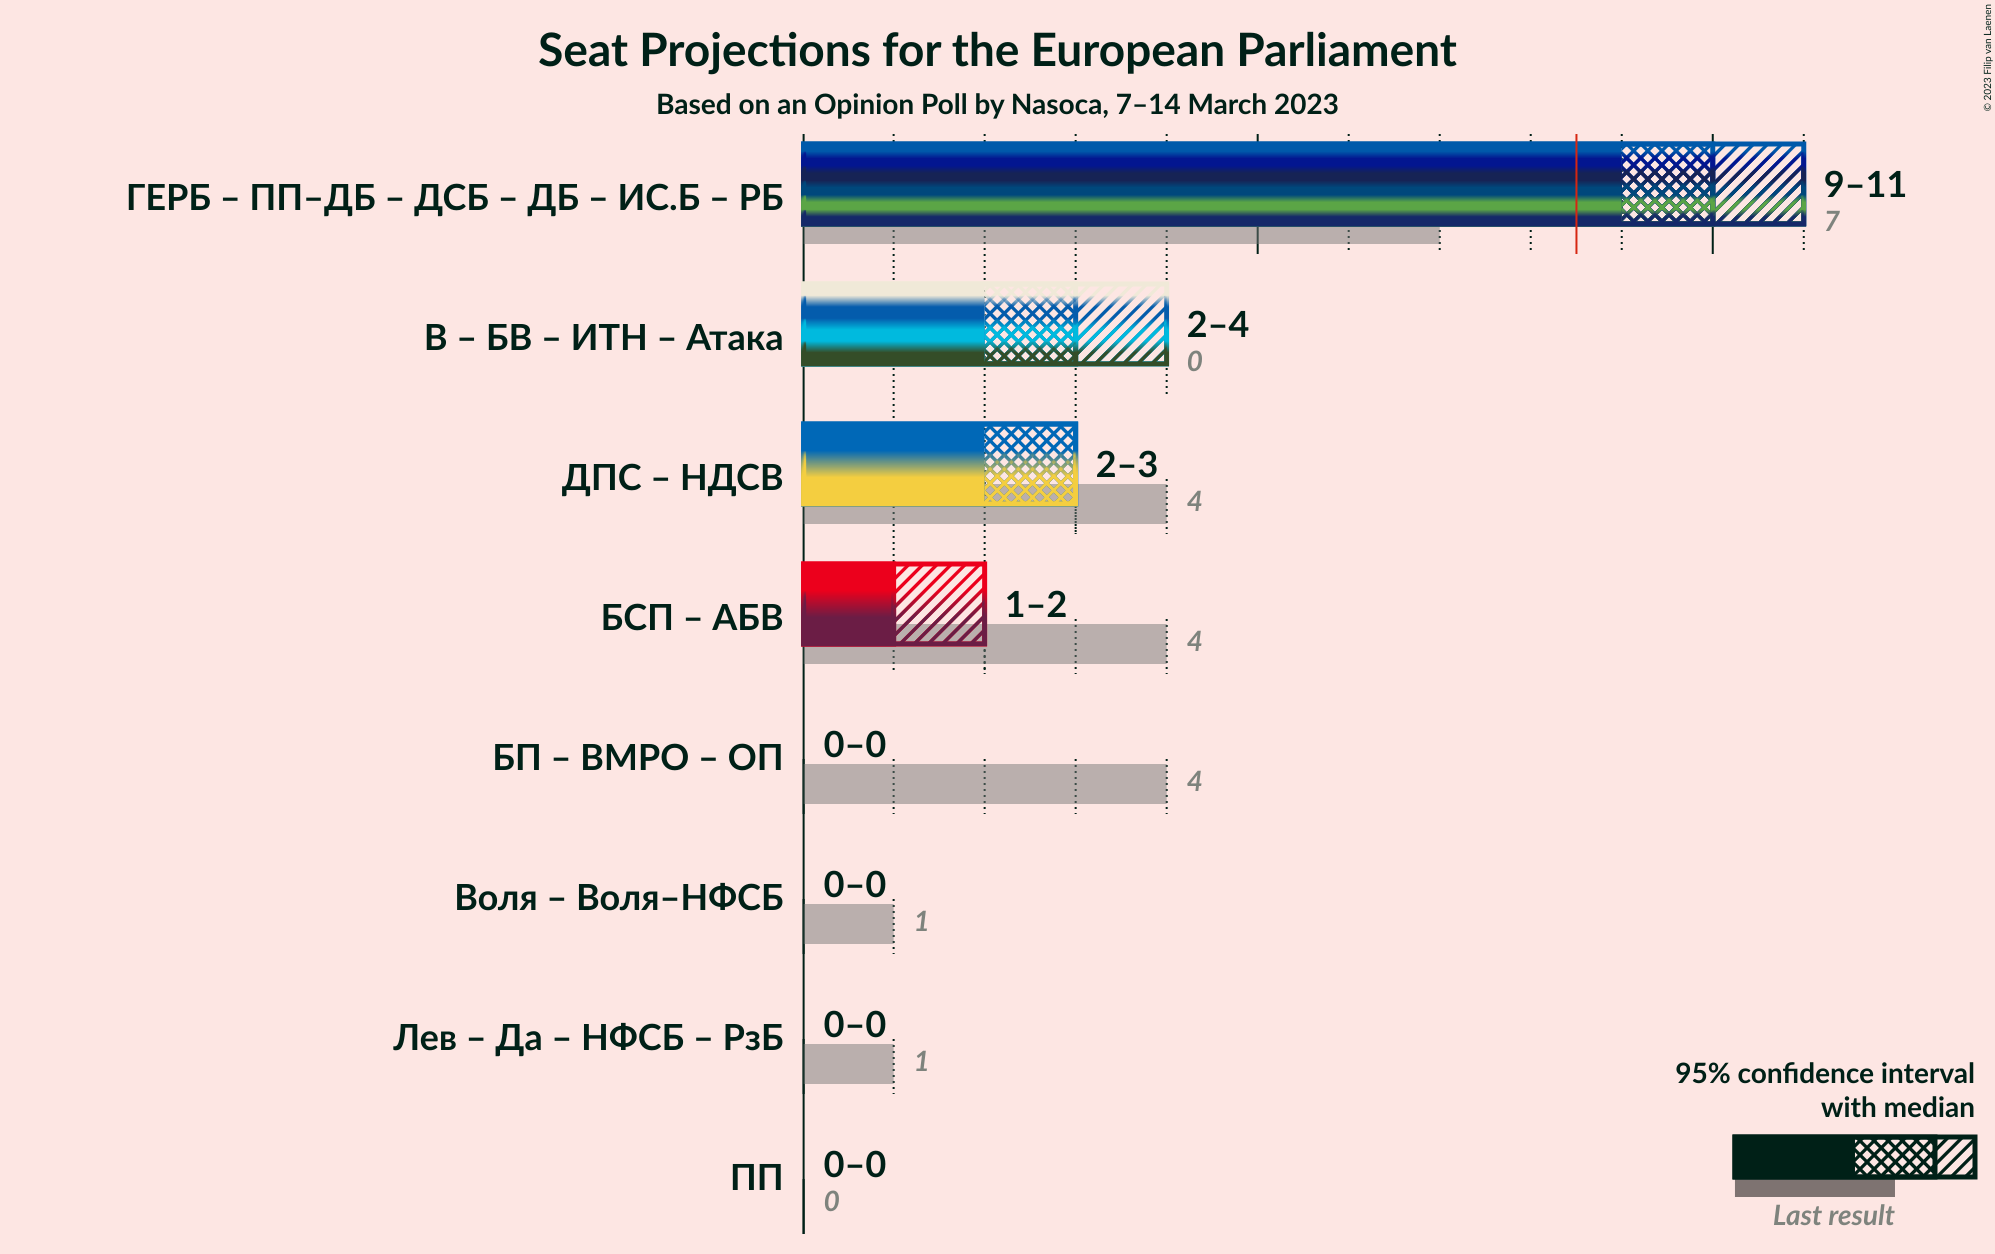 Seat Projections for the European Parliament
Based on an Opinion Poll by Nasoca, 7–14 March 2023
© 2023 Filip van Laenen
ГЕРБ – ПП–ДБ – ДСБ – ДБ – ИС.Б – РБ
9–11
7
В – БВ – ИТН – Атака
2–4
0
ДПС – НДСВ
2–3
4
БСП – АБВ
1–2
4
БП – ВМРО – ОП
0–0
4
Воля – Воля–НФСБ
0–0
1
Лев – Да – НФСБ – РзБ
0–0
1
ПП
0–0
0
95% confidence interval
with median
Last result